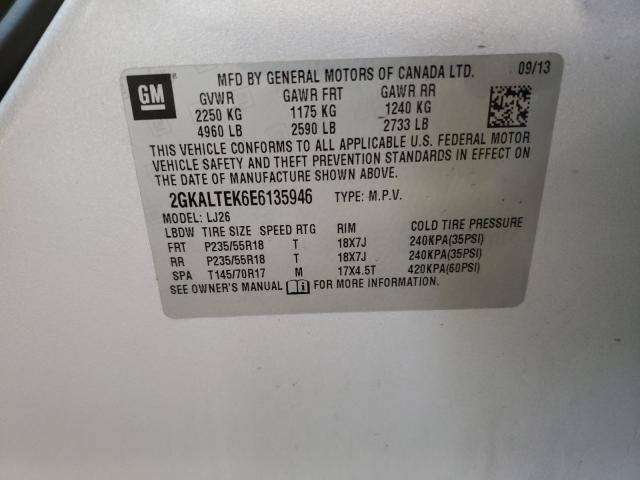 GM
MFD BY GENERAL MOTORS OF CANADA LTD. 09/13
GVWR GAWR FRT GAWR RR
2250 KG 1175 KG 1240 KG
4960 LB 2590 LB 2733 LB
THIS VEHICLE CONFORMS TO ALL APPLICABLE U.S. FEDERAL MOTOR
VEHICLE SAFETY AND THEFT PREVENTION STANDARDS IN EFFECT ON
THE DATE OF MANUFACTURE SHOWN ABOVE.
2GKALTEK6E6135946 TYPE: M.P.V.
MODEL: LJ26
LBDW TIRE SIZE SPEED RTG RIM COLD TIRE PRESSURE
FRT P235/55R18 T 18X7J 240KPA(35PSI)
RR P235/55R18 T 18X7J 240KPA(35PSI)
SPA T145/70R17 M 17X4.5T 420KPA(60PSI)
SEE OWNER'S MANUAL FOR MORE INFORMATION.